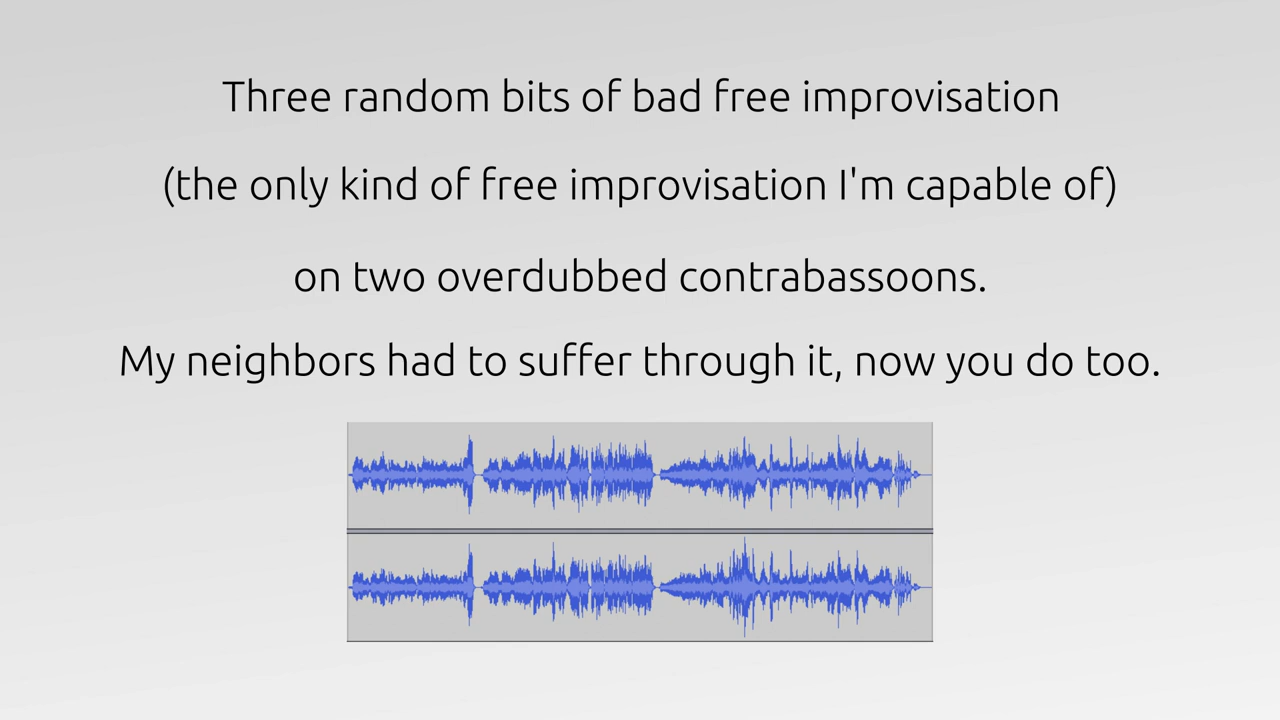 Three random bits of bad free improvisation
(the only kind of free improvisation I'm capable of)
on two overdubbed contrabassoons.
My neighbors had to suffer through it, now you do too.